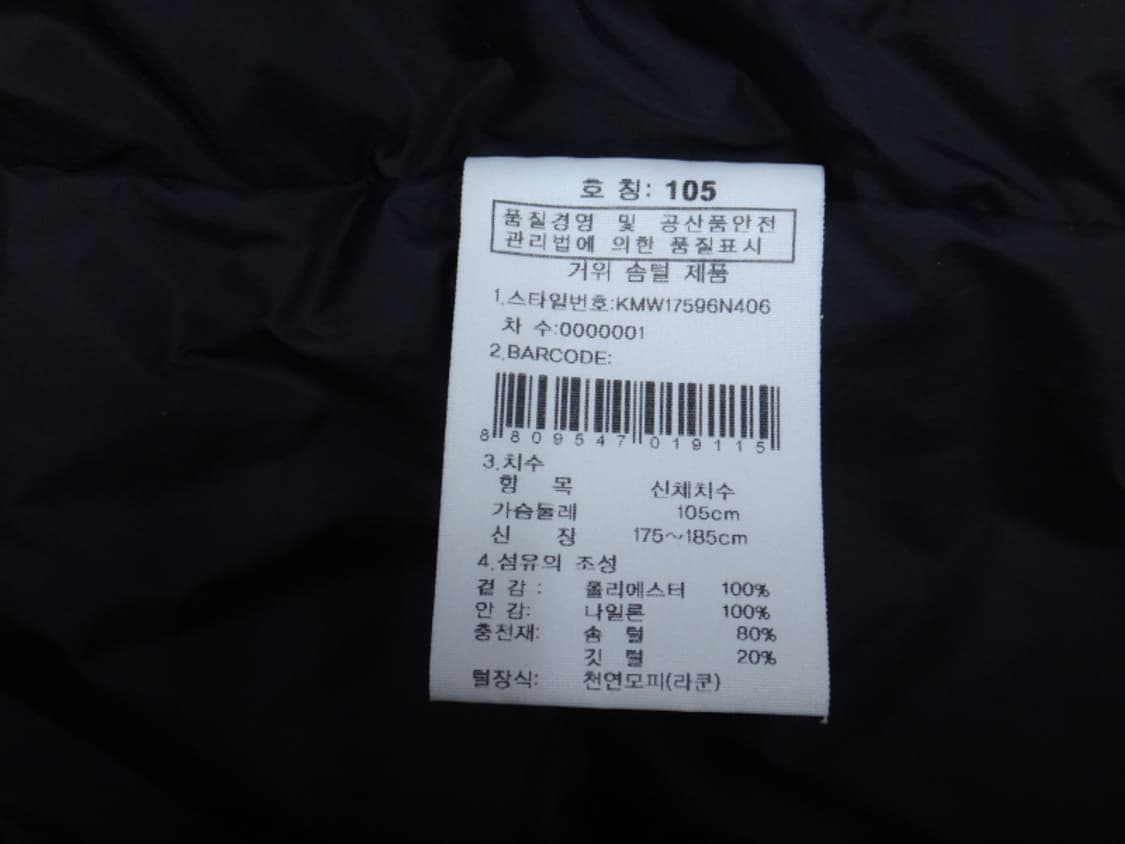 호 칭: 105
품질경영 및 공산품안전
관리법에 의한 품질표시
거위 솜털 제품
1.스타일번호:KMW17596N406
차 수:0000001
2.BARCODE:
8 809547 019115
3.치수
항 목 신체치수
가슴둘레 105cm
신 장 175~185cm
4.섬유의 조성
겉 감 : 폴리에스터 100%
안 감: 나일론 100%
충전재: 솜 털 80%
깃 털 20%
털장식: 천연모피(라쿤)